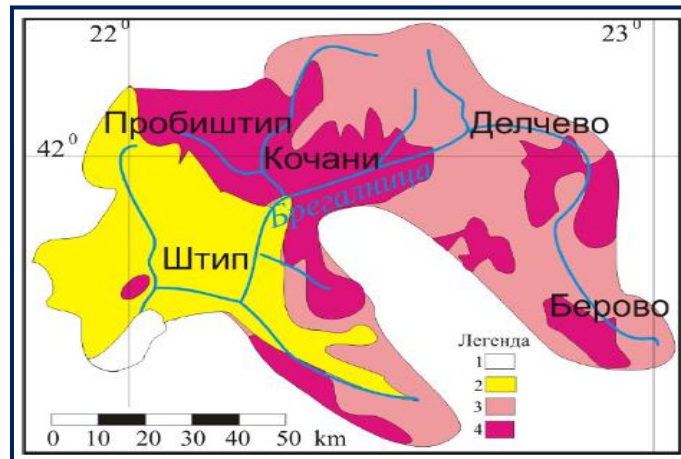 22⁰
23⁰
Пробиштип
Делчево
42⁰
Кочани
Брегалница
Штип
Берово
Легенда
1
2
3
4
0 10 20 30 40 50 km